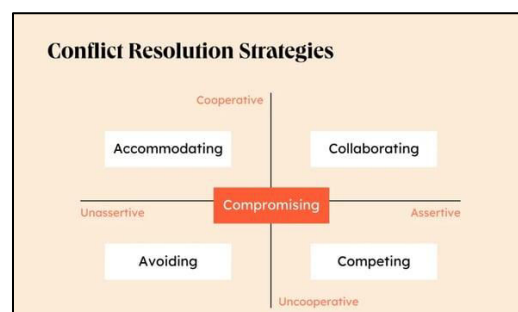 Conflict Resolution Strategies
Cooperative
Accommodating
Collaborating
Compromising
Unassertive
Assertive
Avoiding
Competing
Uncooperative